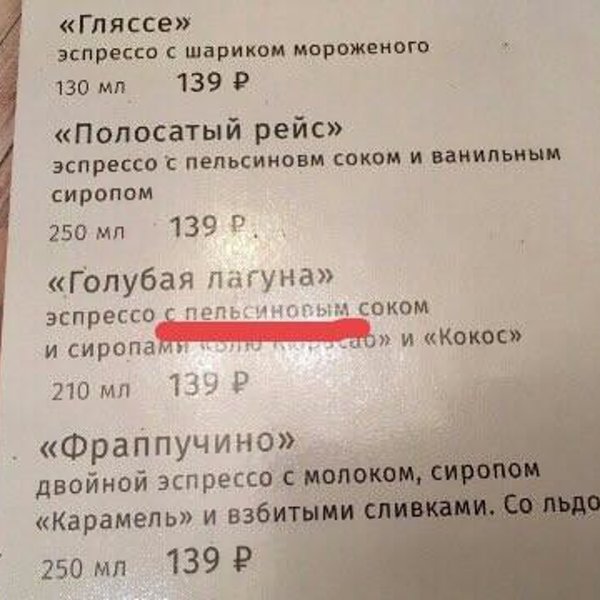 «Гляссе»
эспрессо с шариком мороженого
130 мл 139 ₽
«Полосатый рейс»
эспрессо с пельсиновм соком и ванильным
сиропом
250 мл 139 ₽
«Голубая лагуна»
эспрессо с пельсиновым соком
и сиропами и «Кокос»
210 мл 139 ₽
«Фраппучино»
двойной эспрессо с молоком, сиропом
«Карамель» и взбитыми сливками. Со льдо
250 мл 139 ₽